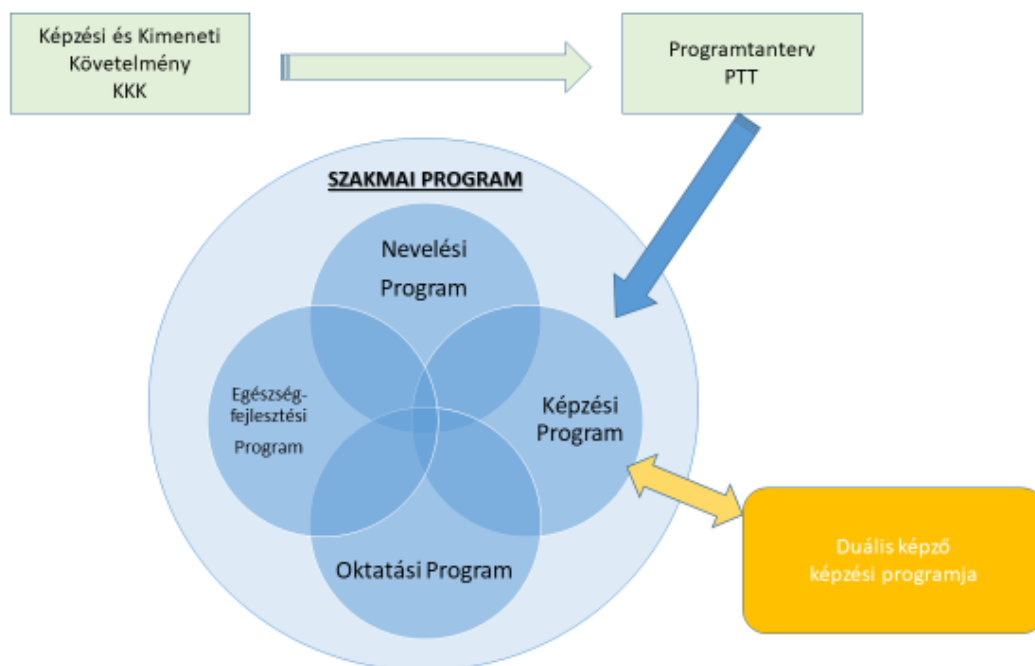 Képzési és Kimeneti
Követelmény
KKK
Programtanterv
PTT
SZAKMAI PROGRAM
Nevelési
Program
Egészség-
fejlesztési
Program
Képzési
Program
Oktatási Program
Duális képző
képzési programja